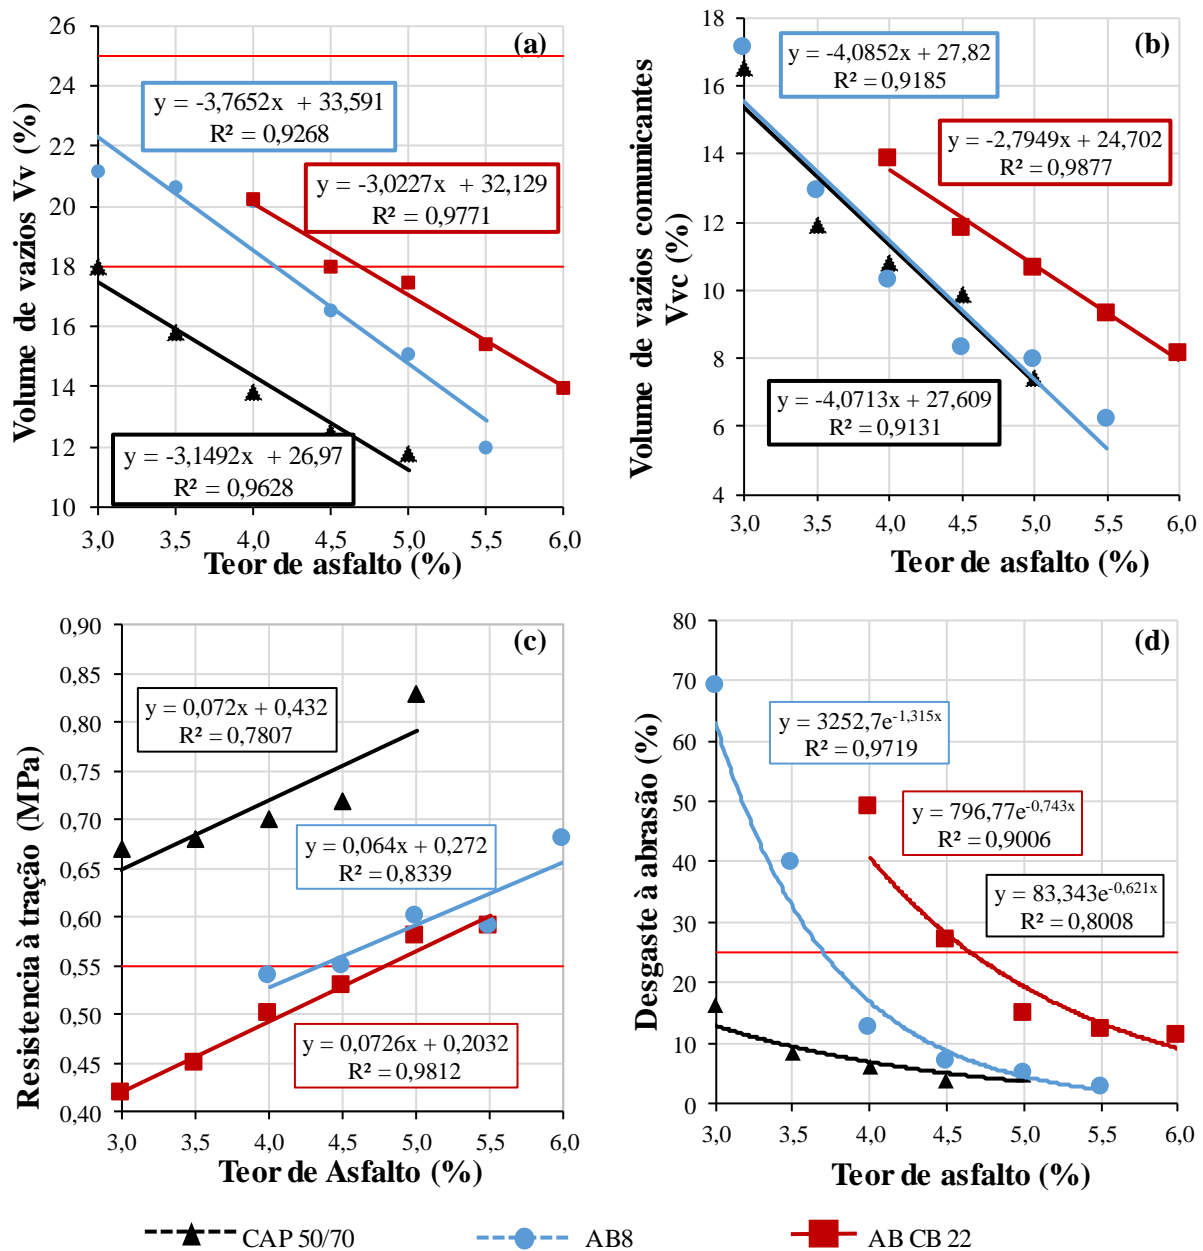 (a)
Volume de vazios Vv (%)
26
24
22
20
18
16
14
12
10
y = -3,7652x + 33,591
R² = 0,9268
y = -3,0227x + 32,129
R² = 0,9771
y = -3,1492x + 26,97
R² = 0,9628
3,0 3,5 4,0 4,5 5,0 5,5 6,0
Teor de asfalto (%)
(b)
Volume de vazios comunicantes
Vvc (%)
18
16
14
12
10
8
6
4
y = -4,0852x + 27,82
R² = 0,9185
y = -2,7949x + 24,702
R² = 0,9877
y = -4,0713x + 27,609
R² = 0,9131
3,0 3,5 4,0 4,5 5,0 5,5 6,0
Teor de asfalto (%)
(c)
Resistencia à tração (MPa)
0,90
0,85
0,80
0,75
0,70
0,65
0,60
0,55
0,50
0,45
0,40
y = 0,072x + 0,432
R² = 0,7807
y = 0,064x + 0,272
R² = 0,8339
y = 0,0726x + 0,2032
R² = 0,9812
3,0 3,5 4,0 4,5 5,0 5,5 6,0
Teor de Asfalto (%)
(d)
Desgaste à abrasão (%)
80
70
60
50
40
30
20
10
0
y = 3252,7e-1,315x
R² = 0,9719
y = 796,77e-0,743x
R² = 0,9006
y = 83,343e-0,621x
R² = 0,8008
3,0 3,5 4,0 4,5 5,0 5,5 6,0
Teor de asfalto (%)
CAP 50/70 AB8 AB CB 22